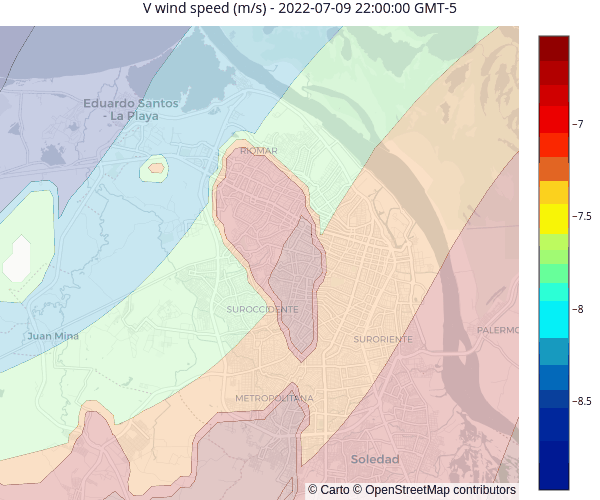 V wind speed (m/s) - 2022-07-09 22:00:00 GMT-5
Eduardo Santos
- La Playa
RIOMAR
SUROCCIDENTE
Juan Mina
SURORIENTE
PALERMO
METROPOLITANA
Soledad
© Carto © OpenStreetMap contributors
−7
−7.5
−8
−8.5